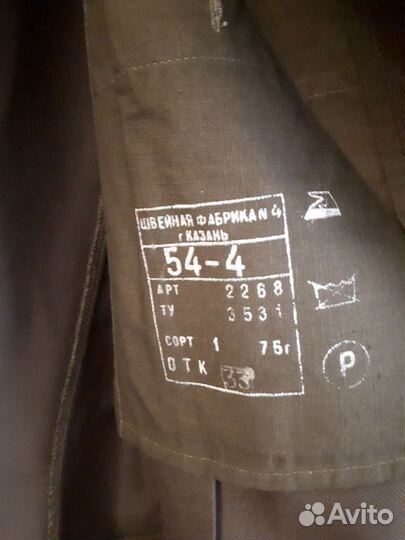 ШВЕЙНАЯ ФАБРИКА N 4
г КАЗАНЬ
54-4
АРТ 2268
ТУ 3531
СОРТ 1 75г
ОТК 33
P
Avito